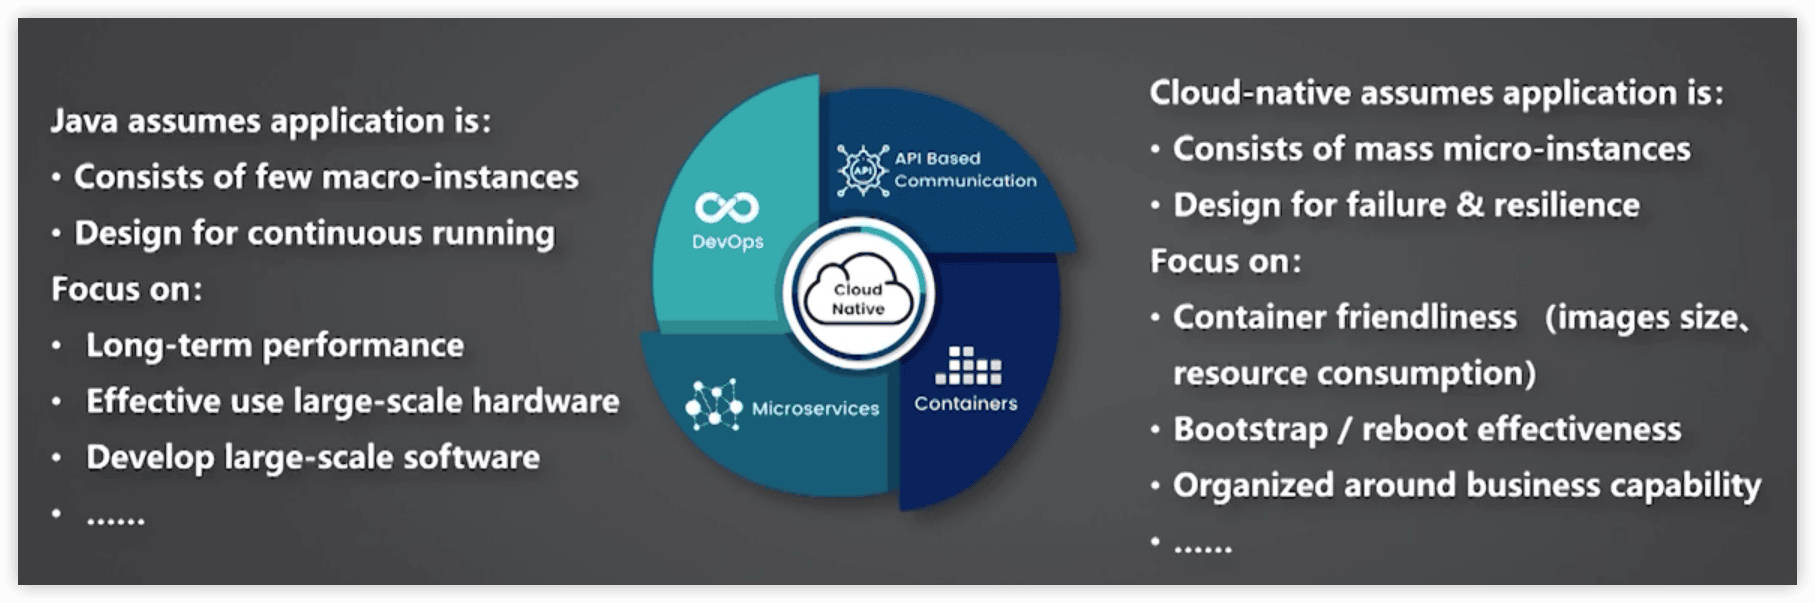 Java assumes application is:
• Consists of few macro-instances
• Design for continuous running
Focus on:
• Long-term performance
• Effective use large-scale hardware
• Develop large-scale software
• ......
DevOps
API
API Based
Communication
Cloud
Native
Microservices
Containers
Cloud-native assumes application is:
• Consists of mass micro-instances
• Design for failure & resilience
Focus on:
• Container friendliness （images size、
resource consumption)
• Bootstrap / reboot effectiveness
• Organized around business capability
• ......